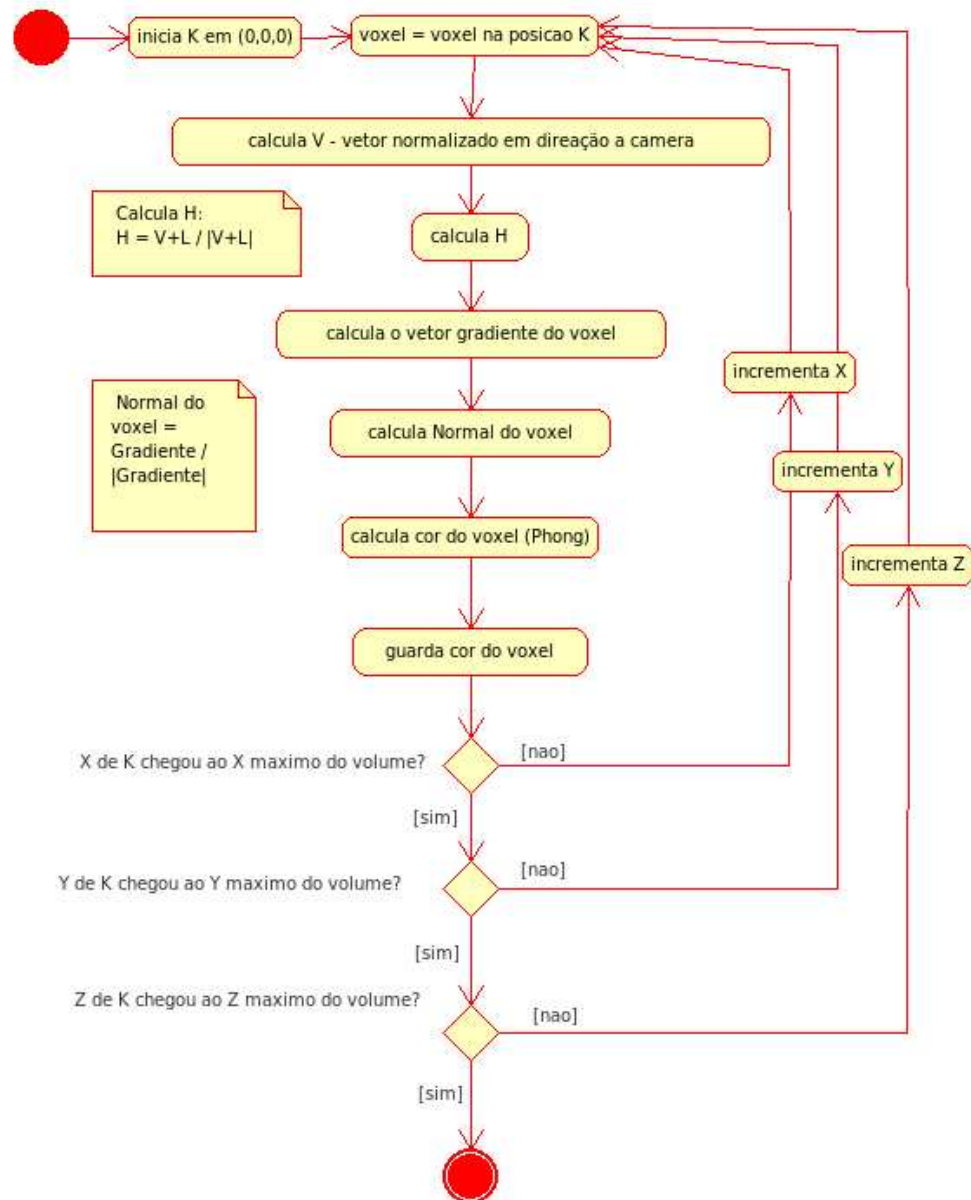 inicia K em (0,0,0)
voxel = voxel na posicao K
calcula V - vetor normalizado em direação a camera
Calcula H:
H = V+L / |V+L|
calcula H
calcula o vetor gradiente do voxel
incrementa X
Normal do
voxel =
Gradiente /
|Gradiente|
calcula Normal do voxel
incrementa Y
calcula cor do voxel (Phong)
incrementa Z
guarda cor do voxel
X de K chegou ao X maximo do volume?
[nao]
[sim]
Y de K chegou ao Y maximo do volume?
[nao]
[sim]
Z de K chegou ao Z maximo do volume?
[nao]
[sim]